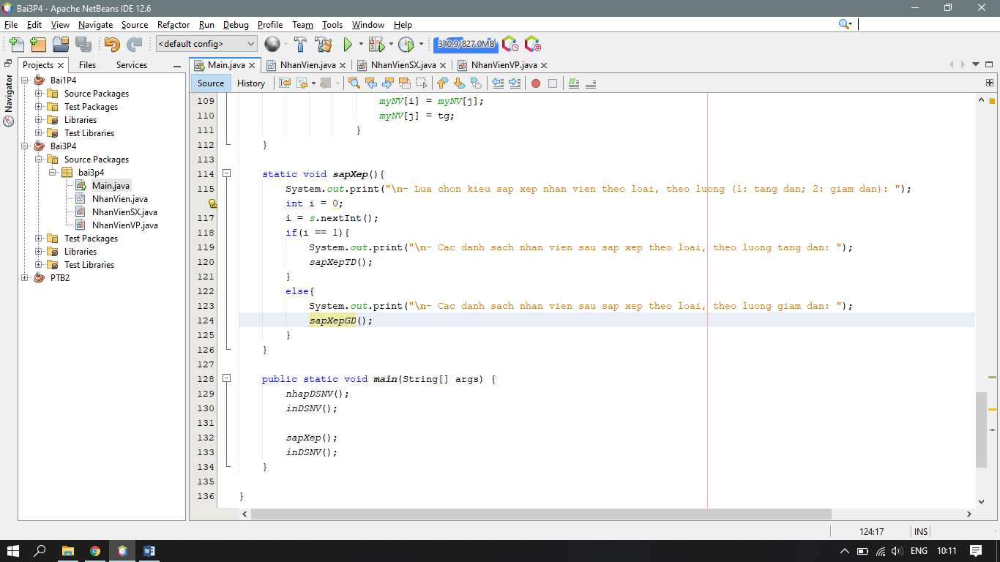 Bai3P4 - Apache NetBeans IDE 12.6
File Edit View Navigate Source Refactor Run Debug Profile Team Tools Window Help
<default config>
340.9/827.0MB
Projects Files Services
Main.java NhanVien.java NhanVienSX.java NhanVienVP.java
Navigator
Source History
Bai1P4
Source Packages
Test Packages
Libraries
Test Libraries
Bai3P4
Source Packages
bai3p4
Main.java
NhanVien.java
NhanVienSX.java
NhanVienVP.java
Test Packages
Libraries
Test Libraries
PTB2
109 myNV[i] = myNV[j];
110 myNV[j] = tg;
111 }
112 }
113
114 static void sapXep(){
115 System.out.print("\n- Lua chon kieu sap xep nhan vien theo loai, theo luong (1: tang dan; 2: giam dan): ");
int i = 0;
117 i = s.nextInt();
118 if(i == 1){
119 System.out.print("\n- Cac danh sach nhan vien sau sap xep theo loai, theo luong tang dan: ");
120 sapXepTD();
121 }
122 else{
123 System.out.print("\n- Cac danh sach nhan vien sau sap xep theo loai, theo luong giam dan: ");
124 sapXepGD();
125 }
126 }
127
128 public static void main(String[] args) {
129 nhapDSNV();
130 inDSNV();
131
132 sapXep();
133 inDSNV();
134 }
135
136 }
124:17 INS
ENG 10:11